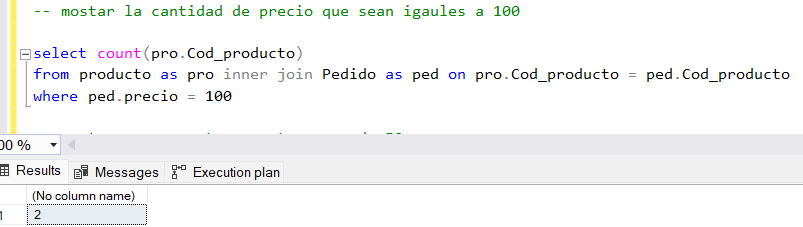 -- mostar la cantidad de precio que sean igaules a 100
select count(pro.Cod_producto)
from producto as pro inner join Pedido as ped on pro.Cod_producto = ped.Cod_producto
where ped.precio = 100
00 %
Results Messages Execution plan
(No column name)
1 2